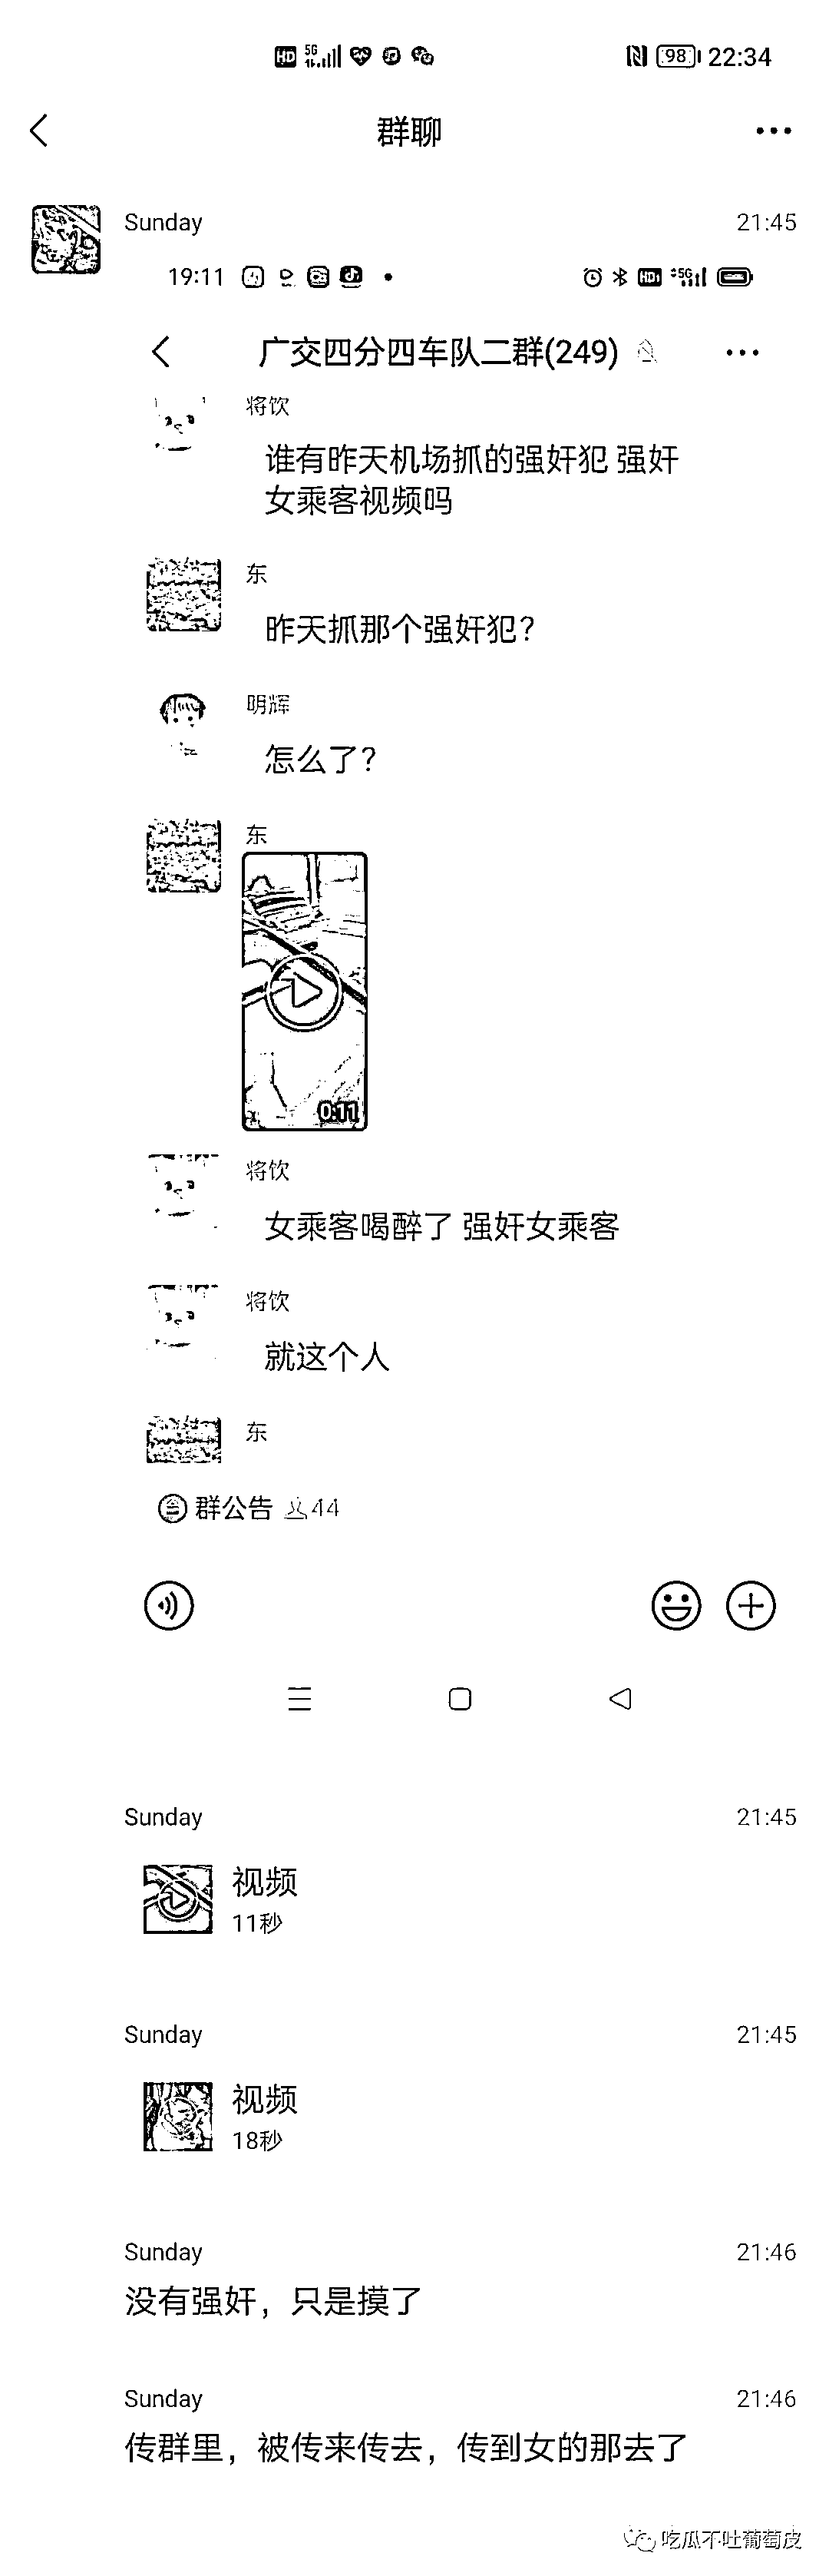 HD 5G 98 22:34
群聊
Sunday 21:45
19:11 HD 5G
广交四分四车队二群(249)
将饮
谁有昨天机场抓的强奸犯 强奸
女乘客视频吗
东
昨天抓那个强奸犯?
明辉
怎么了?
东
0:11
将饮
女乘客喝醉了 强奸女乘客
将饮
就这个人
东
群公告 44
Sunday 21:45
视频
11秒
Sunday 21:45
视频
18秒
Sunday 21:46
没有强奸，只是摸了
Sunday 21:46
传群里，被传来传去，传到女的那去了
吃瓜不吐葡萄皮